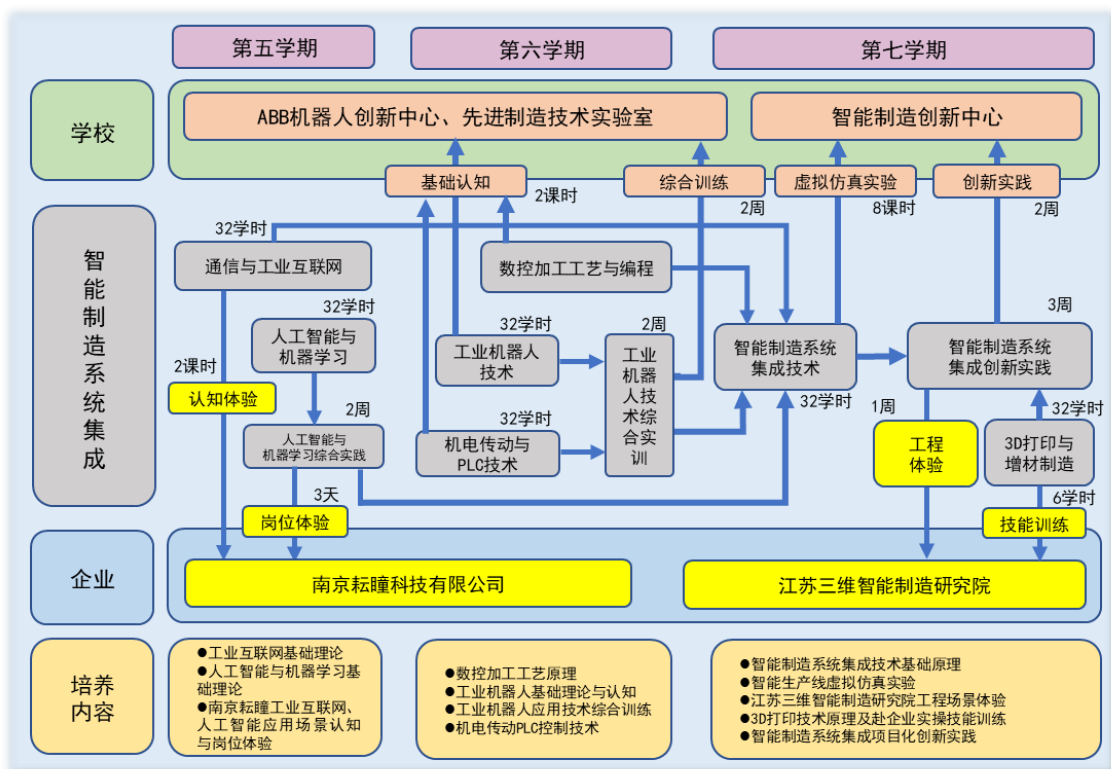 第五学期
第六学期
第七学期
学校
ABB机器人创新中心、先进制造技术实验室
智能制造创新中心
基础认知
综合训练
虚拟仿真实验
创新实践
2课时
2周
8课时
2周
智能制造系统集成
32学时
通信与工业互联网
数控加工工艺与编程
32学时
人工智能与
机器学习
32学时
工业机器人
技术
2周
工业机器人技术综合实训
智能制造系统
集成技术
32学时
3周
智能制造系统
集成创新实践
2课时
认知体验
2周
人工智能与
机器学习综合实践
32学时
机电传动与
PLC技术
1周
工程
体验
32学时
3D打印与
增材制造
3天
岗位体验
6学时
技能训练
企业
南京耘瞳科技有限公司
江苏三维智能制造研究院
培养
内容
●工业互联网基础理论
●人工智能与机器学习基
础理论
●南京耘瞳工业互联网、
人工智能应用场景认知
与岗位体验
●数控加工工艺原理
●工业机器人基础理论与认知
●工业机器人应用技术综合训练
●机电传动PLC控制技术
●智能制造系统集成技术基础原理
●智能生产线虚拟仿真实验
●江苏三维智能制造研究院工程场景体验
●3D打印技术原理及赴企业实操技能训练
●智能制造系统集成项目化创新实践